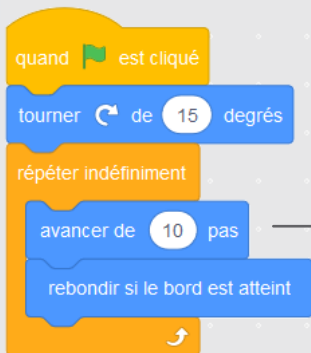 quand est cliqué
tourner de 15 degrés
répéter indéfiniment
avancer de 10 pas
rebondir si le bord est atteint